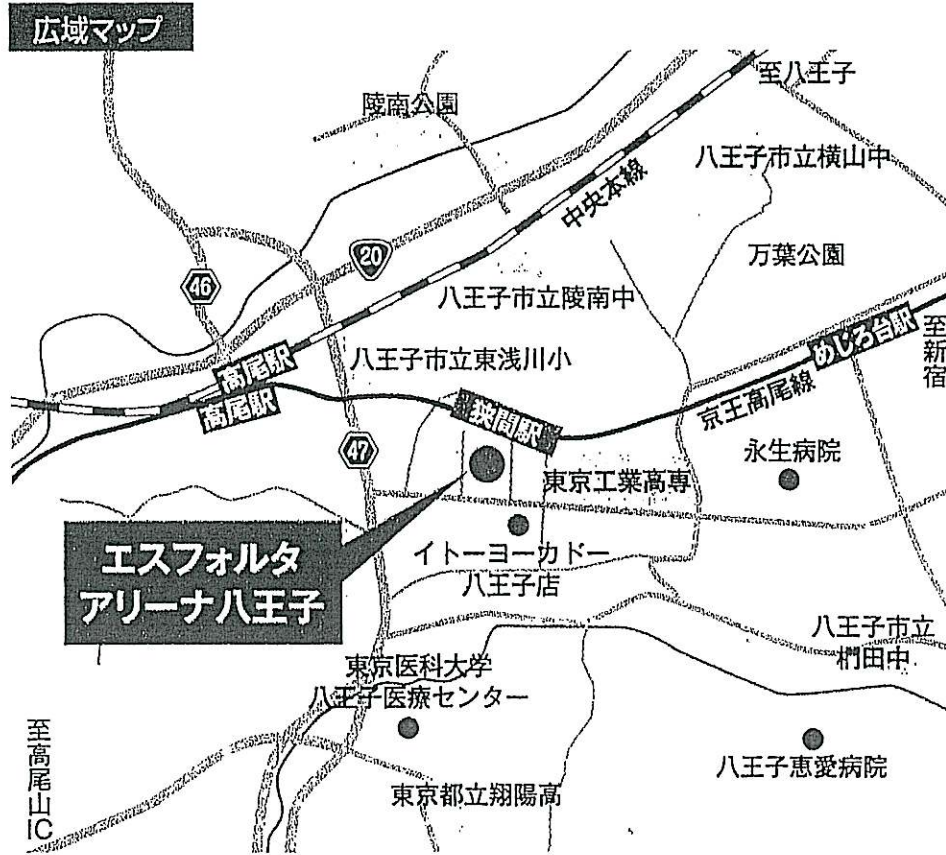 広域マップ
至八王子
陵南公園
八王子市立横山中
中央本線
万葉公園
20
46
八王子市立陵南中
至新宿
めじろ台駅
八王子市立東浅川小
高尾駅
高尾駅
狭間駅
京王高尾線
47
永生病院
東京工業高専
エスフォルタ
アリーナ八王子
イトーヨーカドー
八王子店
八王子市立
椚田中
東京医科大学
八王子医療センター
至高尾山IC
八王子恵愛病院
東京都立翔陽高